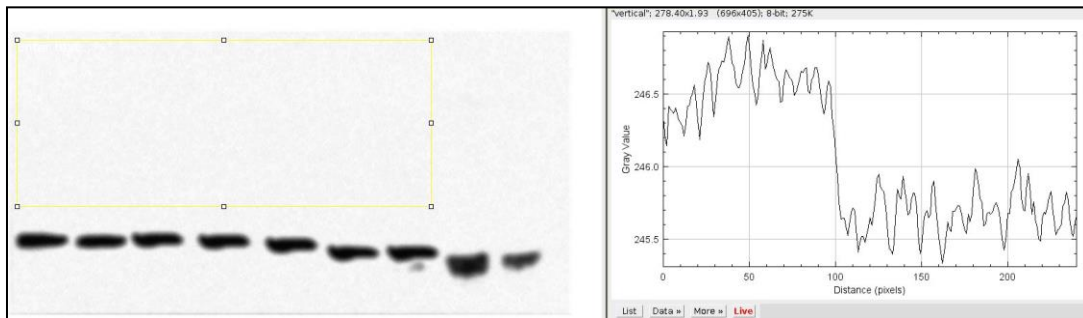 "vertical"; 278.40x1.93 (696x405); 8-bit; 275K
246.5
246.0
245.5
Gray Value
0
50
100
150
200
Distance (pixels)
List
Data »
More »
Live